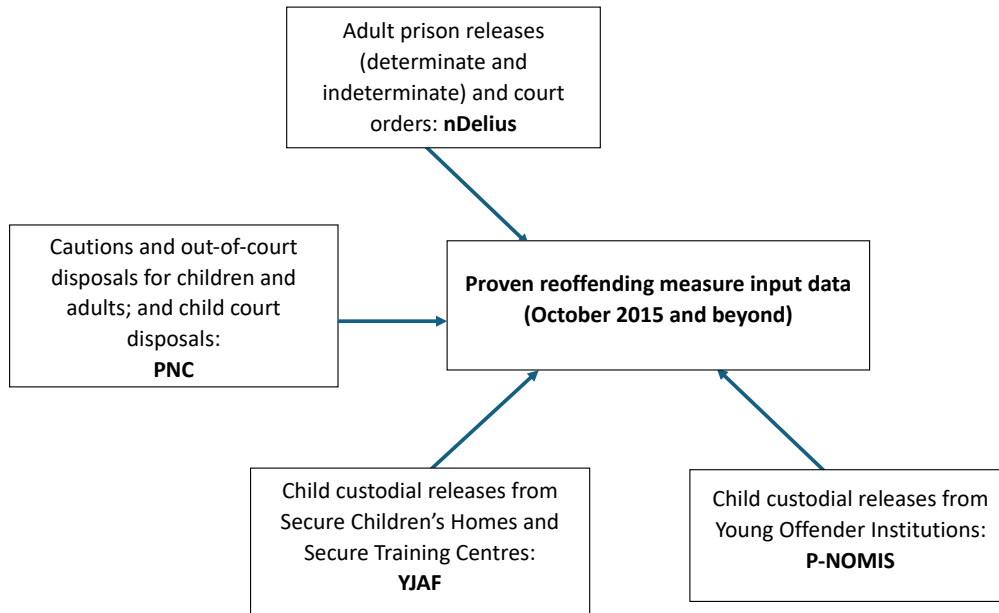 Adult prison releases
(determinate and
indeterminate) and court
orders: nDelius
Cautions and out-of-court
disposals for children and
adults; and child court
disposals:
PNC
Proven reoffending measure input data
(October 2015 and beyond)
Child custodial releases from
Secure Children’s Homes and
Secure Training Centres:
YJAF
Child custodial releases from
Young Offender Institutions:
P-NOMIS